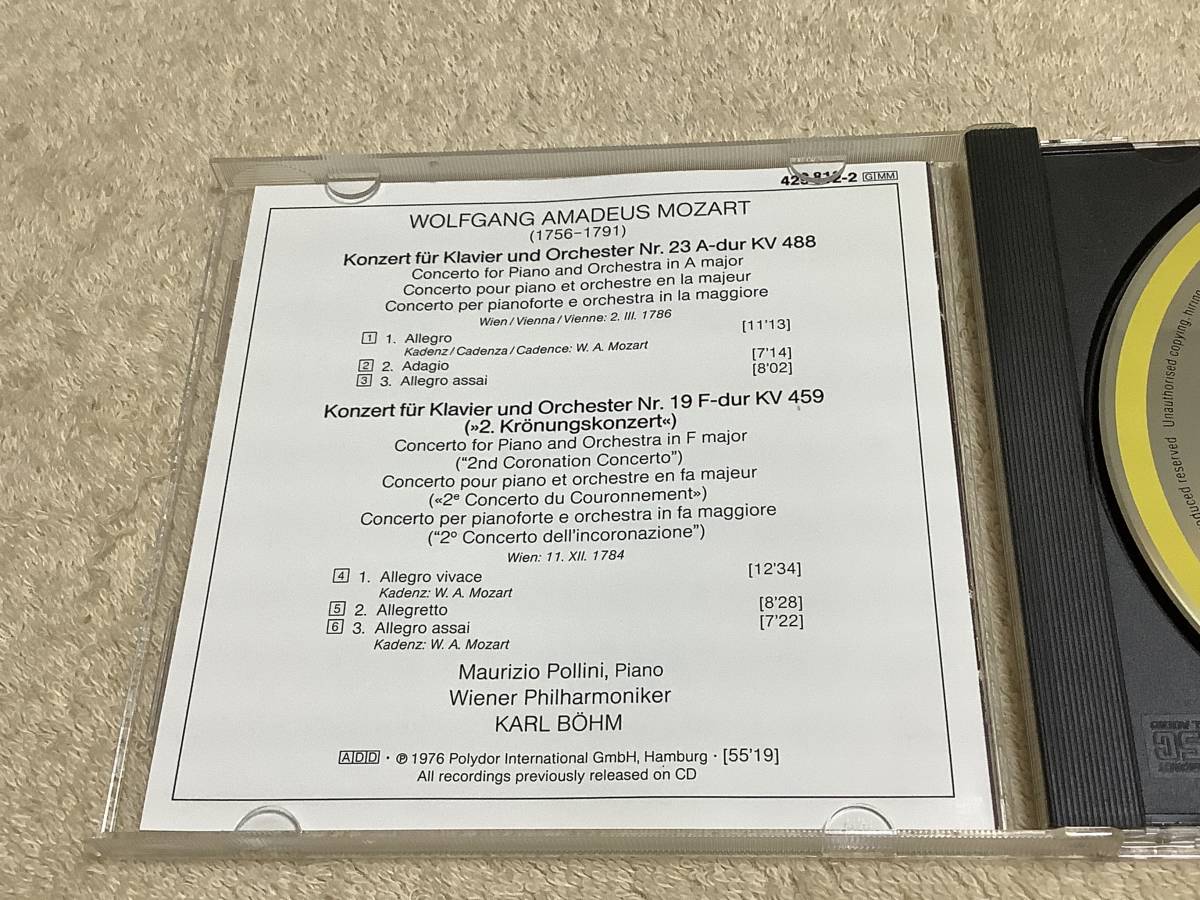 -2 GIMM
WOLFGANG AMADEUS MOZART
(1756–1791)
Konzert für Klavier und Orchester Nr. 23 A-dur KV 488
Concerto for Piano and Orchestra in A major
Concerto pour piano et orchestre en la majeur
Concerto per pianoforte e orchestra in la maggiore
Wien / Vienna / Vienne: 2. III. 1786
1 1. Allegro [11'13]
Kadenz / Cadenza / Cadence: W. A. Mozart
2 2. Adagio [7'14]
3 3. Allegro assai [8'02]
Konzert für Klavier und Orchester Nr. 19 F-dur KV 459
(»2. Krönungskonzert«)
Concerto for Piano and Orchestra in F major
(“2nd Coronation Concerto”)
Concerto pour piano et orchestre en fa majeur
(«2e Concerto du Couronnement»)
Concerto per pianoforte e orchestra in fa maggiore
(“2o Concerto dell'incoronazione”)
Wien: 11. XII. 1784
4 1. Allegro vivace [12'34]
Kadenz: W. A. Mozart
5 2. Allegretto [8'28]
6 3. Allegro assai [7'22]
Kadenz: W. A. Mozart
Maurizio Pollini, Piano
Wiener Philharmoniker
KARL BÖHM
ADD · ℗ 1976 Polydor International GmbH, Hamburg · [55'19]
All recordings previously released on CD
reserved Unauthorised copying, hiring